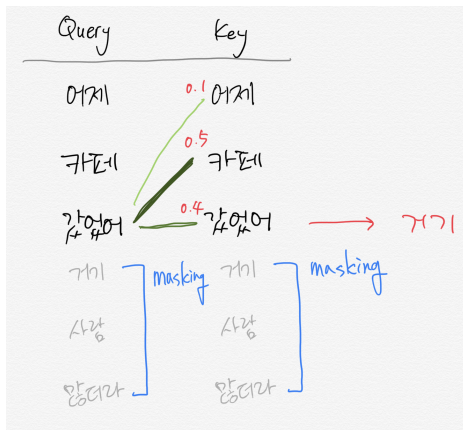 Query Key
어제 0.1 어제
카페 0.5 카페
갔었어 0.4 갔었어 거기
거기 masking 거기 masking
사람 사람
많더라 많더라